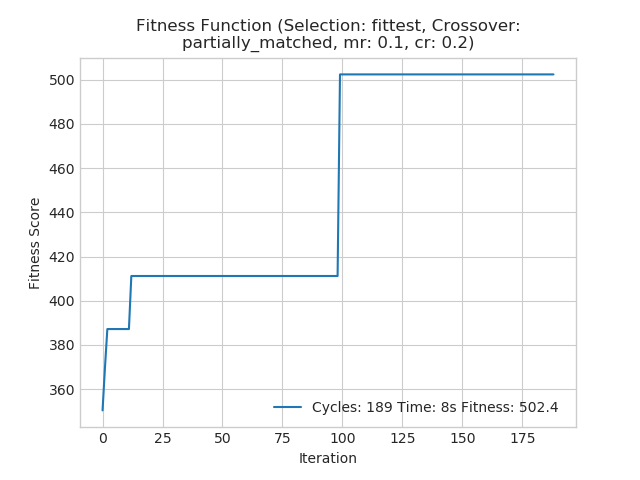 Fitness Function (Selection: fittest, Crossover:
partially_matched, mr: 0.1, cr: 0.2)
500
480
460
440
420
400
380
360
Fitness Score
Cycles: 189 Time: 8s Fitness: 502.4
0 25 50 75 100 125 150 175
Iteration